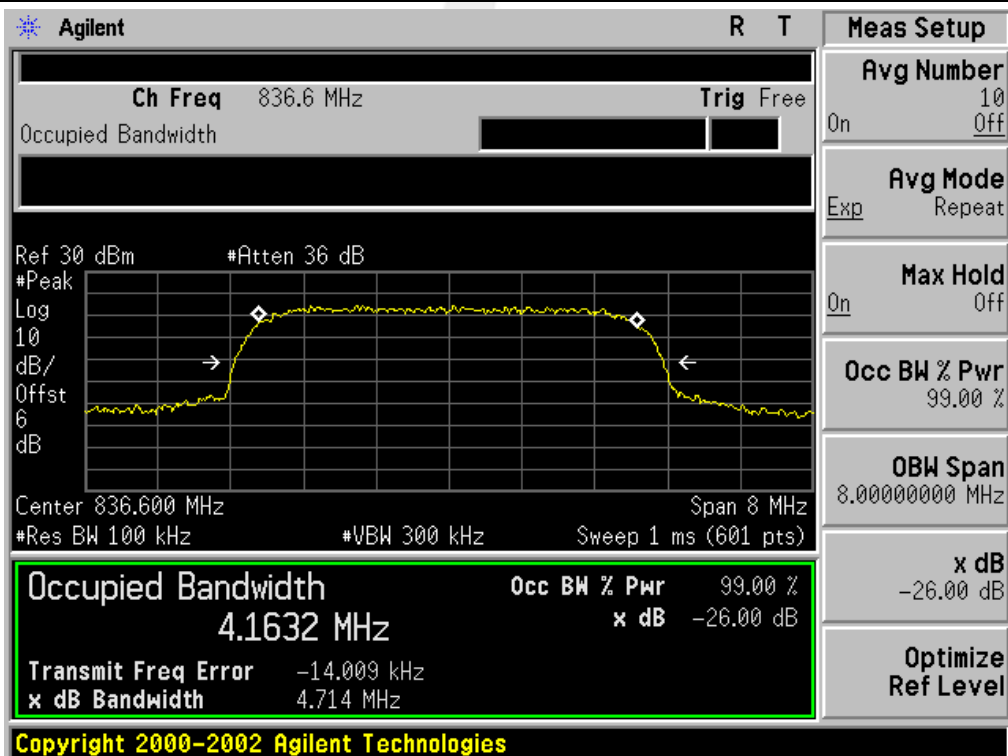 Agilent R T
Ch Freq 836.6 MHz Trig Free
Occupied Bandwidth
Ref 30 dBm #Atten 36 dB
#Peak
Log
10
dB/
Offst
6
dB
Center 836.600 MHz Span 8 MHz
#Res BW 100 kHz #VBW 300 kHz Sweep 1 ms (601 pts)
Occupied Bandwidth Occ BW % Pwr 99.00 %
4.1632 MHz x dB -26.00 dB
Transmit Freq Error -14.009 kHz
x dB Bandwidth 4.714 MHz
Copyright 2000-2002 Agilent Technologies
Meas Setup
Avg Number
10
On Off
Avg Mode
Exp Repeat
Max Hold
On Off
Occ BW % Pwr
99.00 %
OBW Span
8.00000000 MHz
x dB
-26.00 dB
Optimize
Ref Level